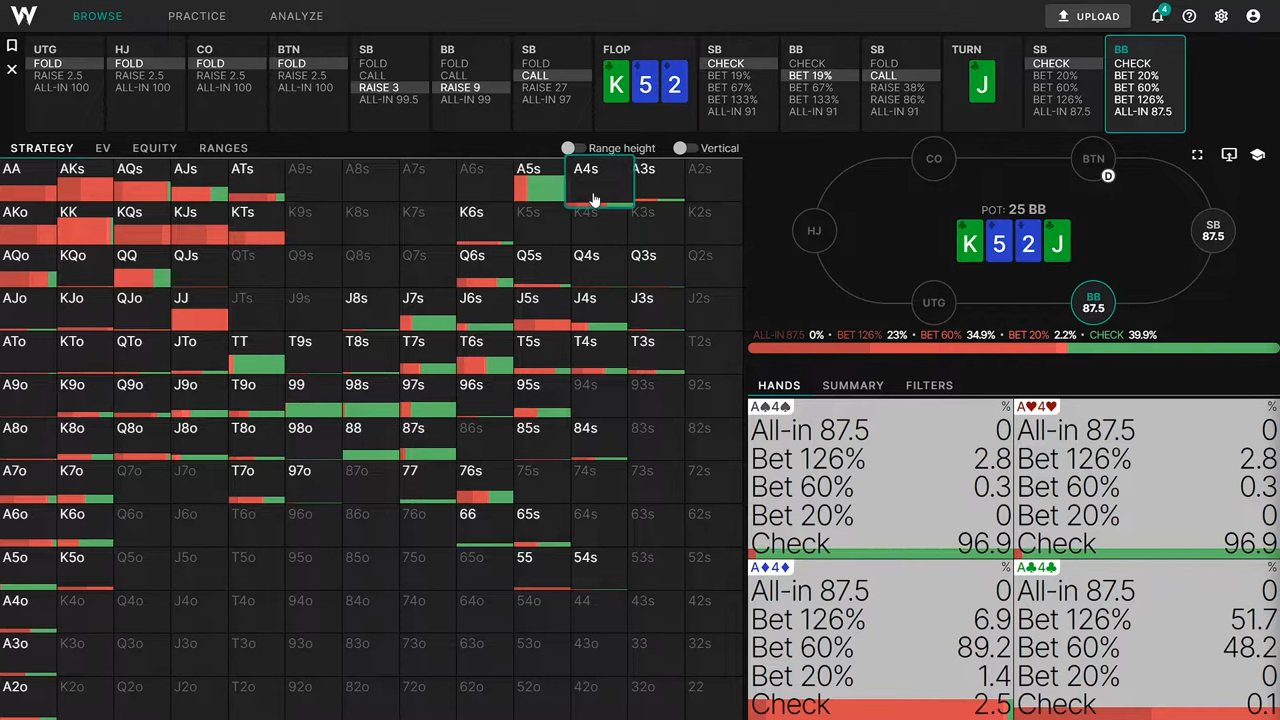 W BROWSE PRACTICE ANALYZE UPLOAD 4
UTG HJ CO BTN SB BB SB FLOP SB BB SB TURN SB BB
FOLD FOLD FOLD FOLD FOLD FOLD FOLD CHECK CHECK FOLD CHECK CHECK
RAISE 2.5 RAISE 2.5 RAISE 2.5 RAISE 2.5 CALL CALL CALL K 5 2 BET 19% BET 19% CALL J BET 20% BET 20%
ALL-IN 100 ALL-IN 100 ALL-IN 100 ALL-IN 100 RAISE 3 RAISE 9 RAISE 27 BET 67% BET 67% RAISE 38% BET 60% BET 60%
ALL-IN 99.5 ALL-IN 99 ALL-IN 97 BET 133% BET 133% RAISE 86% BET 126% BET 126%
ALL-IN 91 ALL-IN 91 ALL-IN 91 ALL-IN 87.5 ALL-IN 87.5
STRATEGY EV EQUITY RANGES Range height Vertical
AA AKs AQs AJs ATs A9s A8s A7s A6s A5s A4s A3s A2s
AKo KK KQs KJs KTs K9s K8s K7s K6s K5s K4s K3s K2s
AQo KQo QQ QJs QTs Q9s Q8s Q7s Q6s Q5s Q4s Q3s Q2s
AJo KJo QJo JJ JTs J9s J8s J7s J6s J5s J4s J3s J2s
ATo KTo QTo JTo TT T9s T8s T7s T6s T5s T4s T3s T2s
A9o K9o Q9o J9o T9o 99 98s 97s 96s 95s 94s 93s 92s
A8o K8o Q8o J8o T8o 98o 88 87s 86s 85s 84s 83s 82s
A7o K7o Q7o J7o T7o 97o 87o 77 76s 75s 74s 73s 72s
A6o K6o Q6o J6o T6o 96o 86o 76o 66 65s 64s 63s 62s
A5o K5o Q5o J5o T5o 95o 85o 75o 65o 55 54s 53s 52s
A4o K4o Q4o J4o T4o 94o 84o 74o 64o 54o 44 43s 42s
A3o K3o Q3o J3o T3o 93o 83o 73o 63o 53o 43o 33 32s
A2o K2o Q2o J2o T2o 92o 82o 72o 62o 52o 42o 32o 22
CO BTN
D
POT: 25 BB
HJ K 5 2 J SB
87.5
UTG BB
87.5
ALL-IN 87.5 0% • BET 126% 23% • BET 60% 34.9% • BET 20% 2.2% • CHECK 39.9%
HANDS SUMMARY FILTERS
A♠4♠ %
All-in 87.5 0
Bet 126% 2.8
Bet 60% 0.3
Bet 20% 0
Check 96.9
A♥4♥ %
All-in 87.5 0
Bet 126% 2.8
Bet 60% 0.3
Bet 20% 0
Check 96.9
A♦4♦ %
All-in 87.5 0
Bet 126% 6.9
Bet 60% 89.2
Bet 20% 1.4
Check 2.5
A♣4♣ %
All-in 87.5 0
Bet 126% 51.7
Bet 60% 48.2
Bet 20% 0
Check 0.1